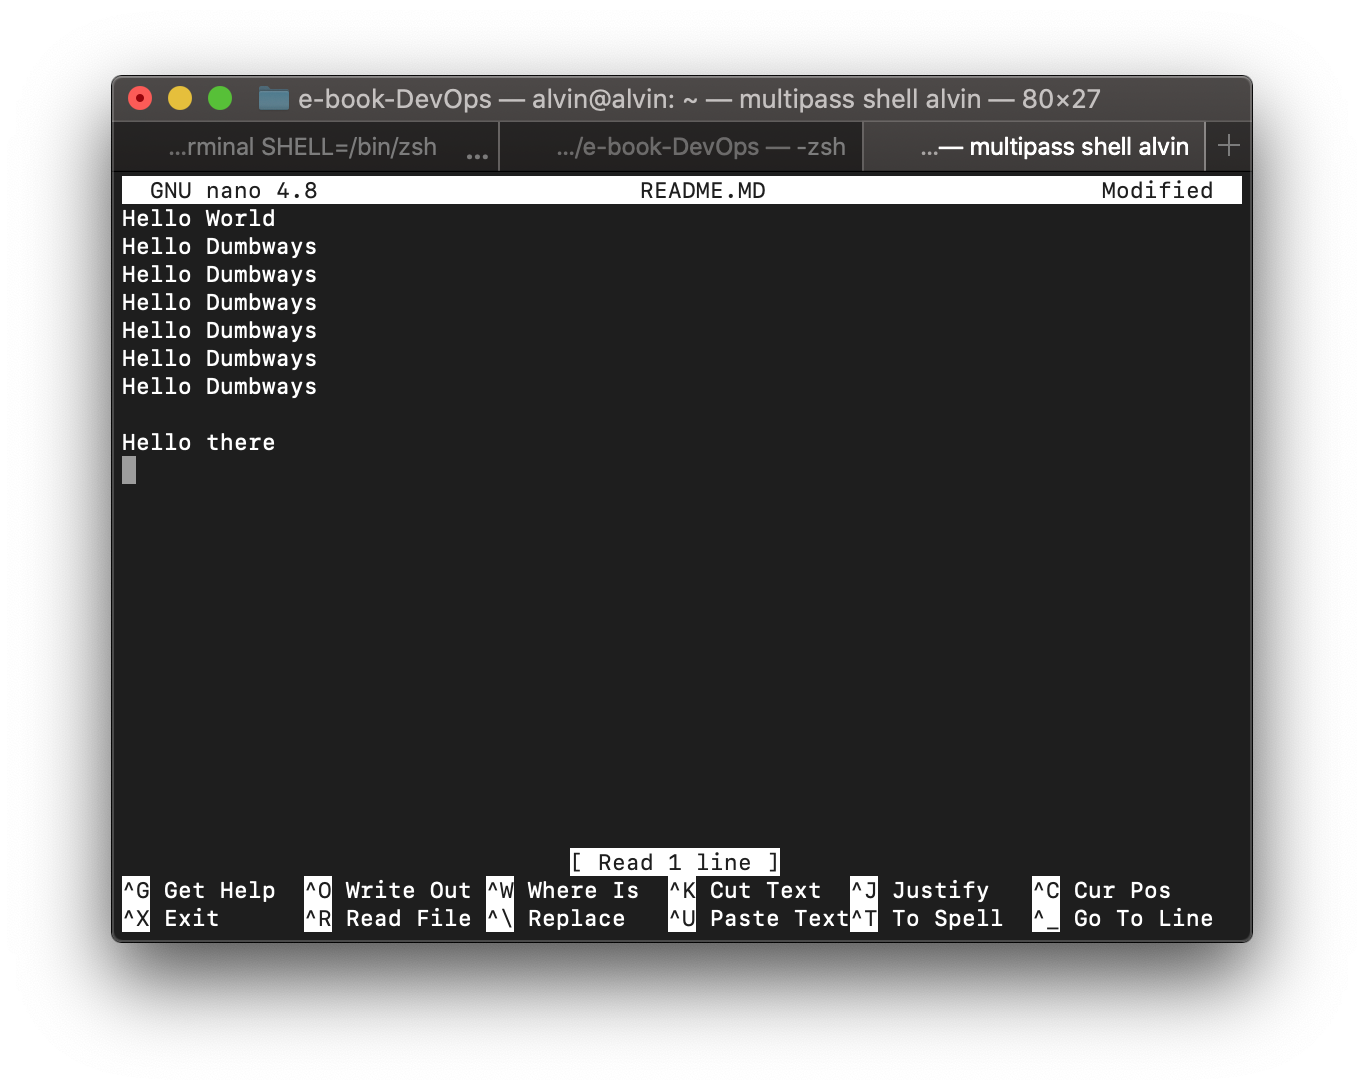 e-book-DevOps — alvin@alvin: ~ — multipass shell alvin — 80×27
...rminal SHELL=/bin/zsh ... .../e-book-DevOps — -zsh ...— multipass shell alvin +
GNU nano 4.8 README.MD Modified
Hello World
Hello Dumbways
Hello Dumbways
Hello Dumbways
Hello Dumbways
Hello Dumbways
Hello Dumbways

Hello there
[ Read 1 line ]
^G Get Help ^O Write Out ^W Where Is ^K Cut Text ^J Justify ^C Cur Pos
^X Exit ^R Read File ^\ Replace ^U Paste Text ^T To Spell ^_ Go To Line